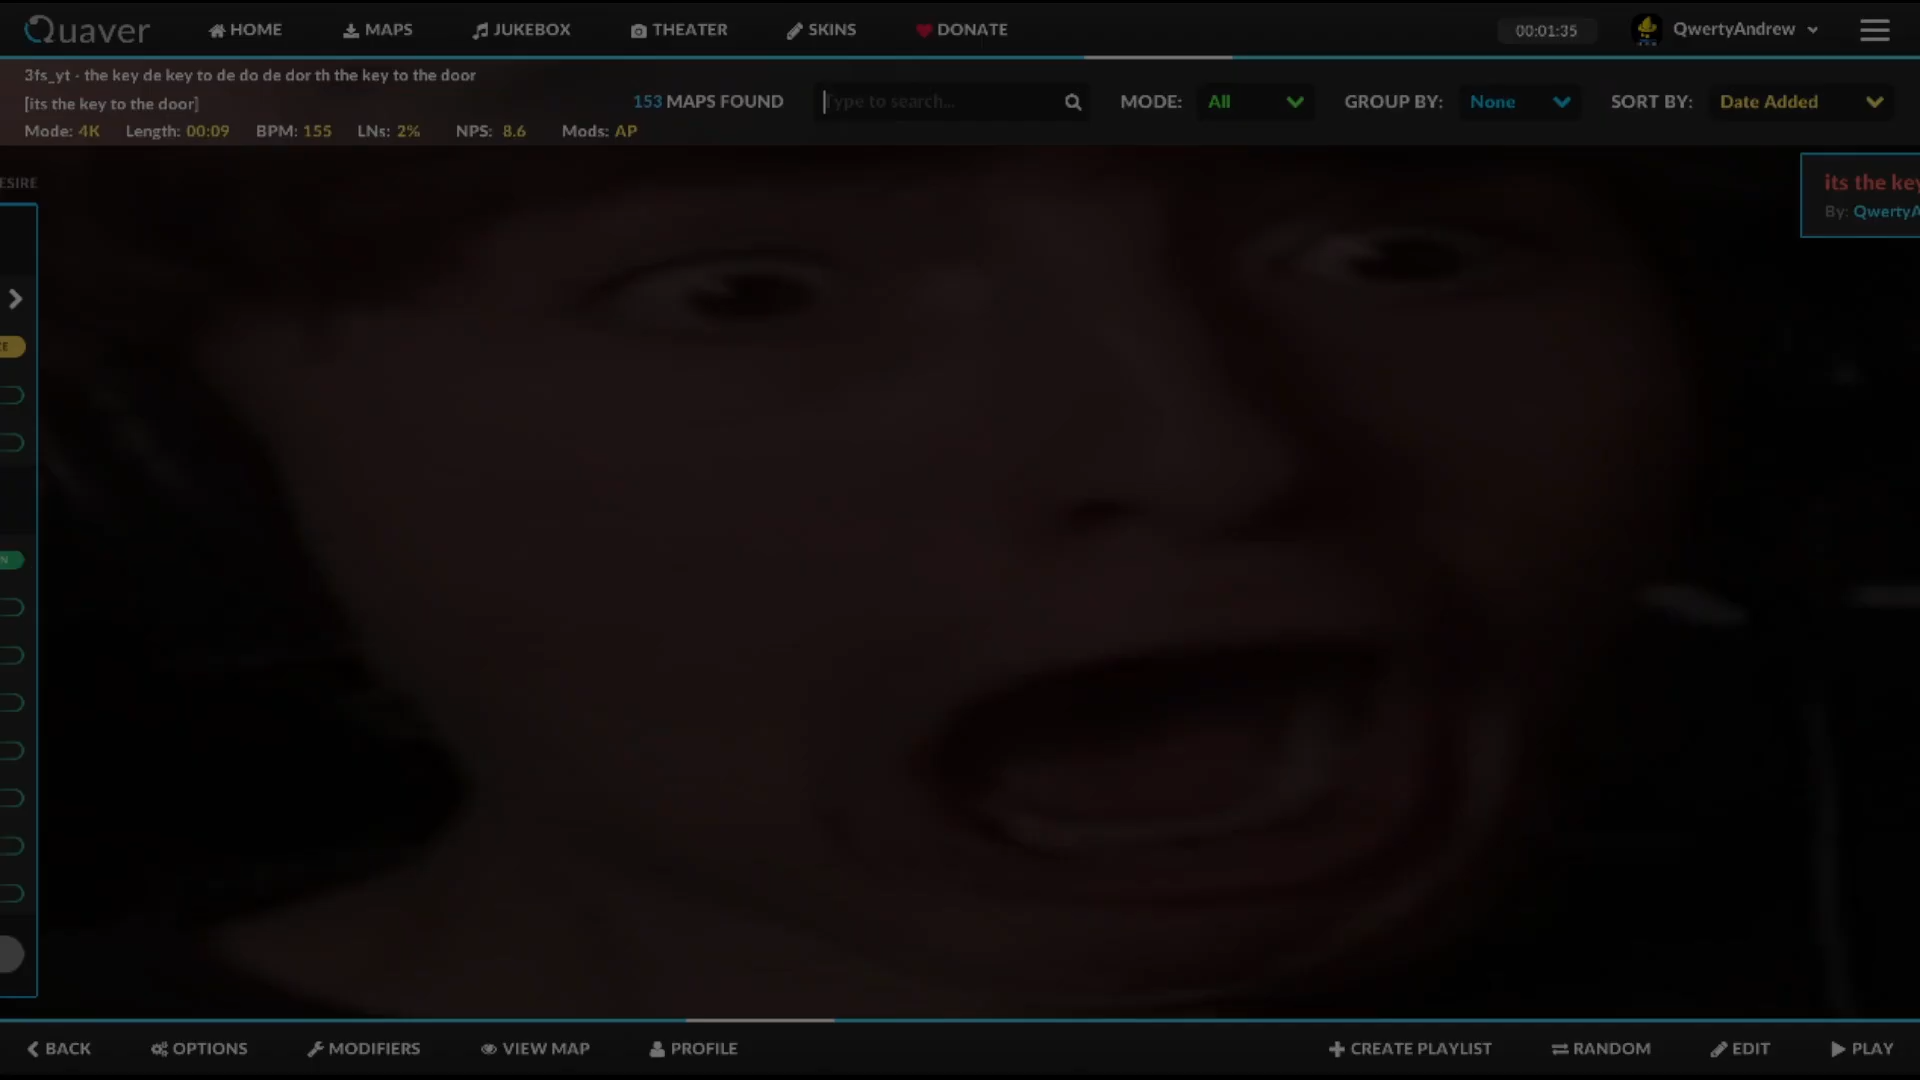 Quaver
HOME
MAPS
JUKEBOX
THEATER
SKINS
DONATE
00:01:35
QwertyAndrew
3fs_yt - the key de key to de do de dor th the key to the door
[its the key to the door]
Mode: 4K Length: 00:09 BPM: 155 LNs: 2% NPS: 8.6 Mods: AP
153 MAPS FOUND
Type to search...
MODE: All
GROUP BY: None
SORT BY: Date Added
ESIRE
its the key
By: QwertyA
ZE
N
BACK
OPTIONS
MODIFIERS
VIEW MAP
PROFILE
CREATE PLAYLIST
RANDOM
EDIT
PLAY